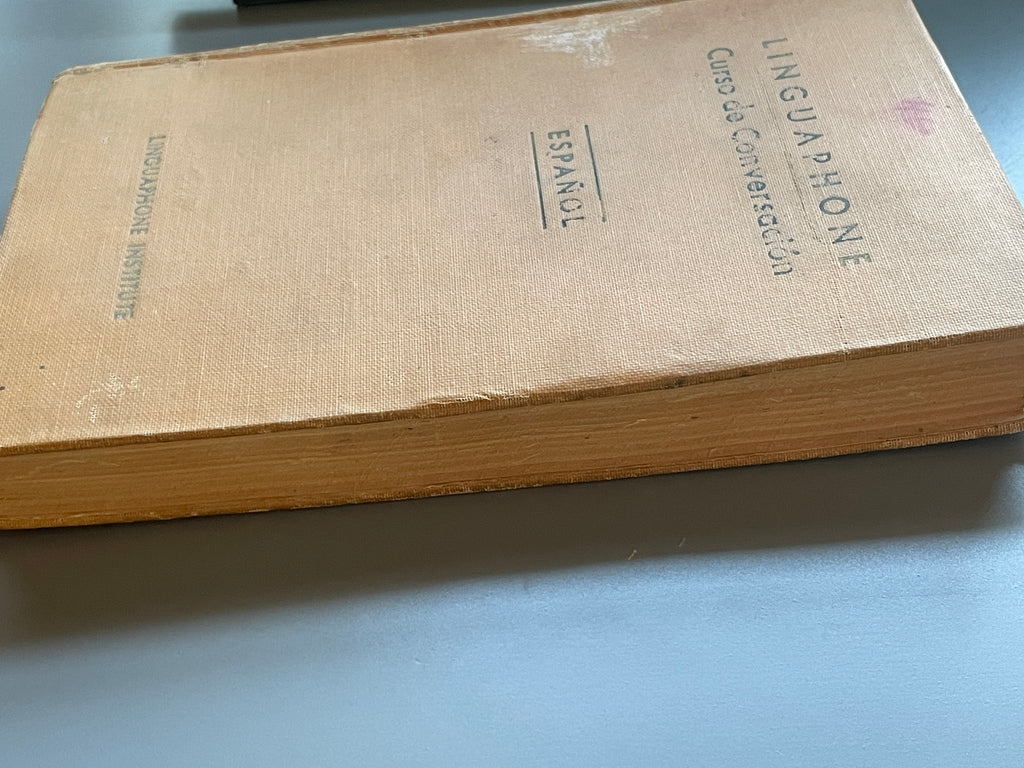 LINGUAPHONE
Curso de Conversación
ESPAÑOL
LINGUAPHONE INSTITUTE